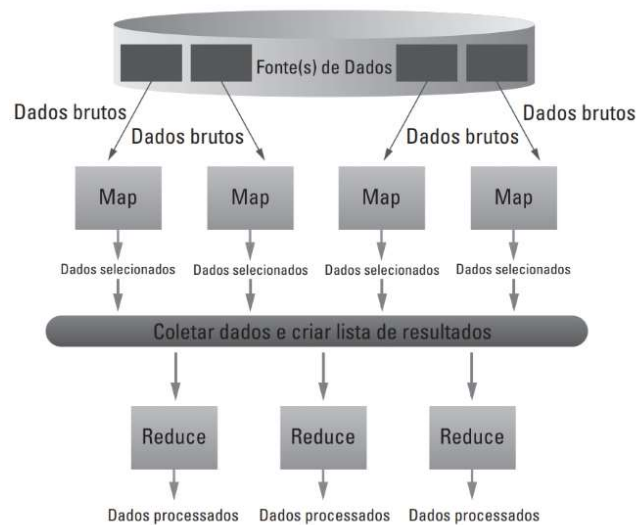 Fonte(s) de Dados
Dados brutos
Dados brutos
Dados brutos
Dados brutos
Map
Map
Map
Map
Dados selecionados
Dados selecionados
Dados selecionados
Dados selecionados
Coletar dados e criar lista de resultados
Reduce
Reduce
Reduce
Dados processados
Dados processados
Dados processados